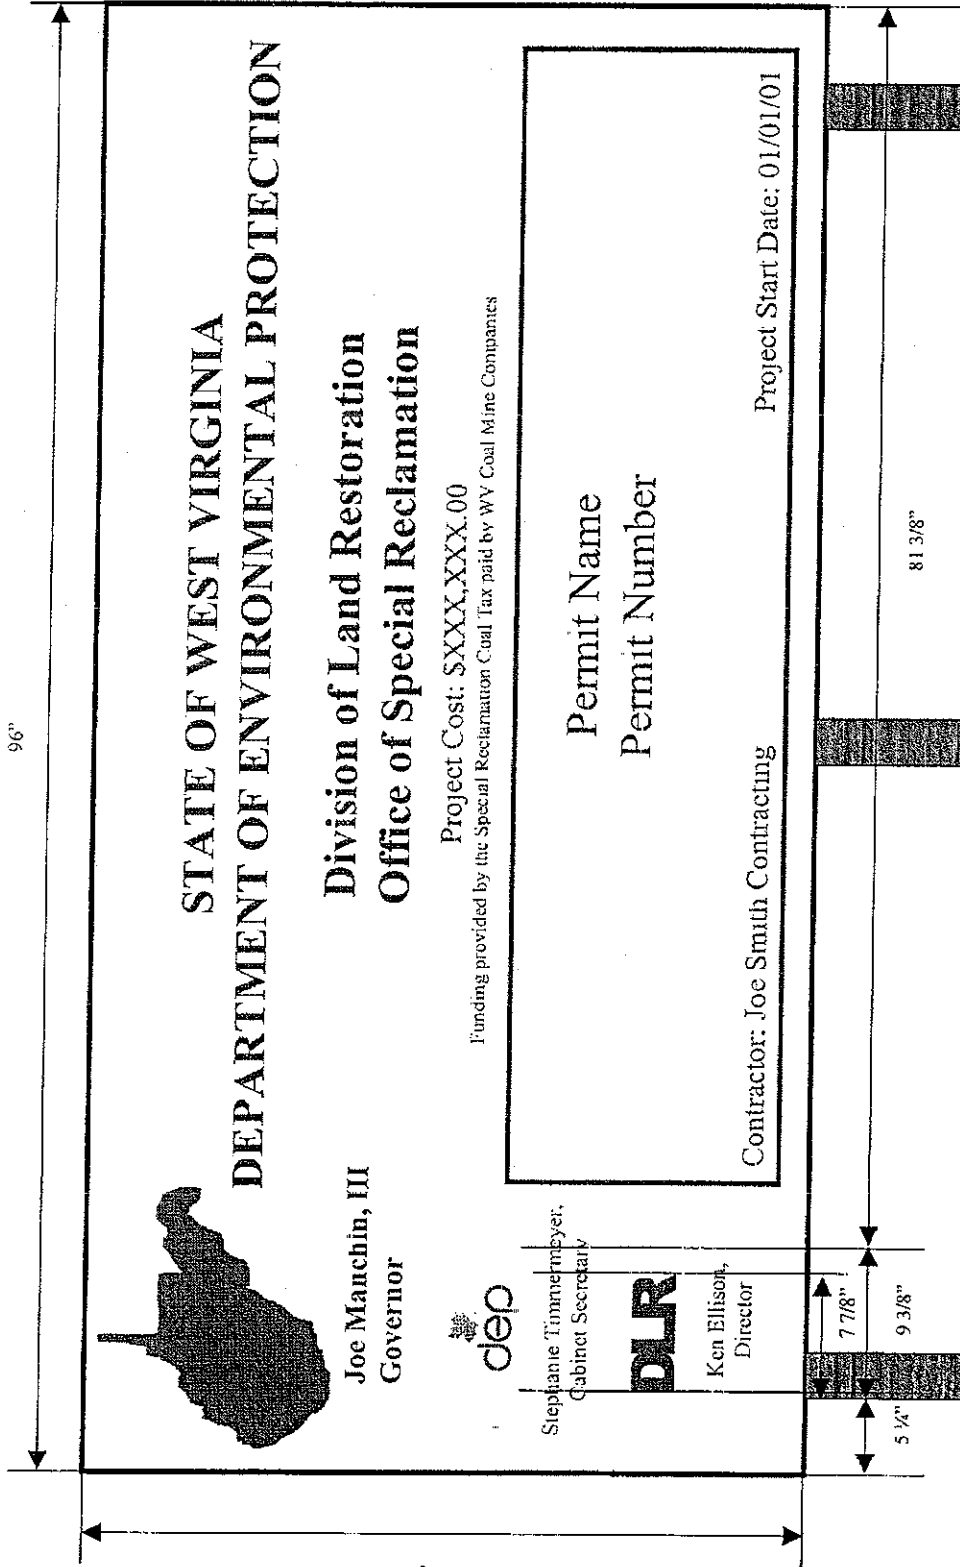 96”
STATE OF WEST VIRGINIA
DEPARTMENT OF ENVIRONMENTAL PROTECTION
Joe Manchin, III
Governor
Division of Land Restoration
Office of Special Reclamation
Project Cost: $XXX,XXX.00
Funding provided by the Special Reclamation Coal Tax paid by WV Coal Mine Companies
dep
Stephanie Timmermeyer,
Cabinet Secretary
DLR
Ken Ellison,
Director
Permit Name
Permit Number
Contractor: Joe Smith Contracting
Project Start Date: 01/01/01
7 7/8”
9 3/8”
5 ¼”
81 3/8”